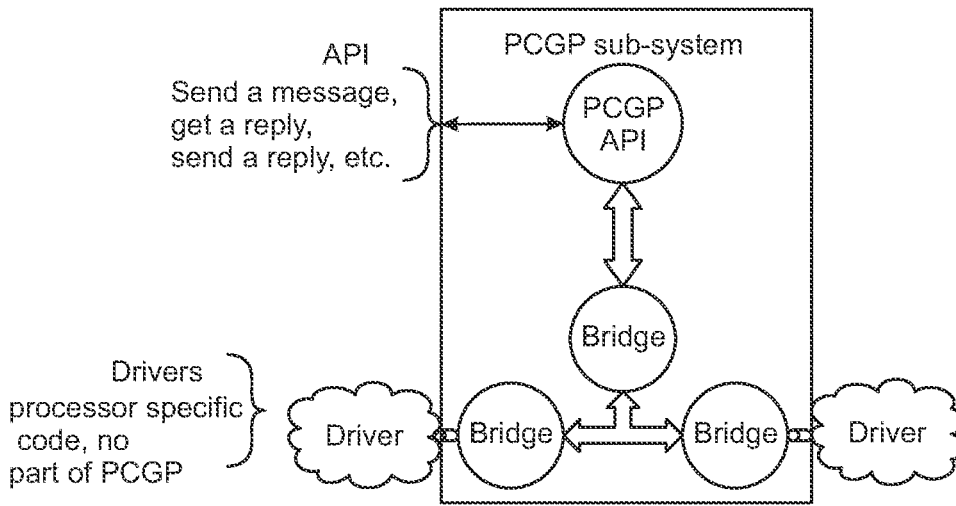 PCGP sub-system
API
Send a message,
get a reply,
send a reply, etc.
PCGP
API
Bridge
Drivers
processor specific
code, no
part of PCGP
Driver
Bridge
Bridge
Driver